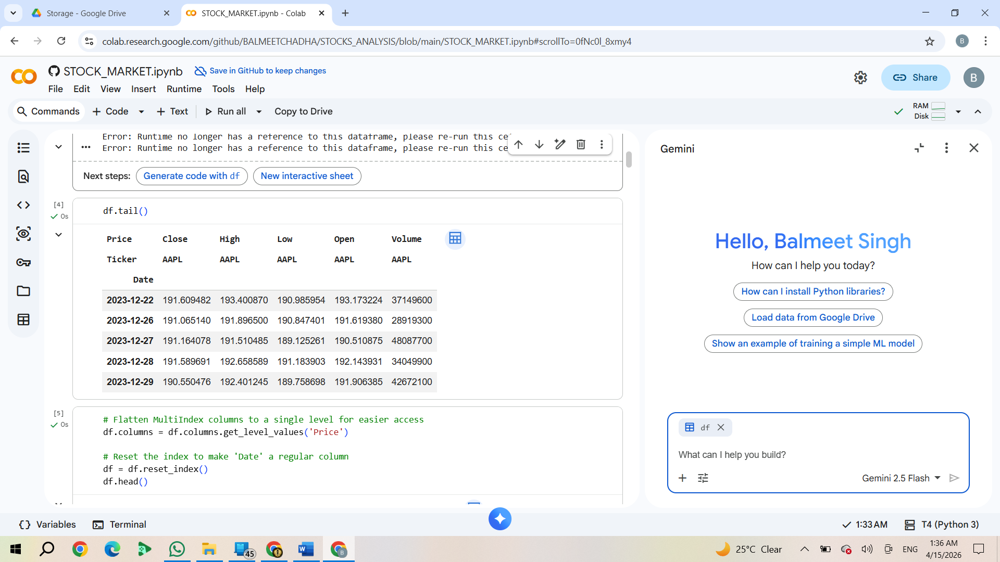 Storage - Google Drive
STOCK_MARKET.ipynb - Colab
colab.research.google.com/github/BALMEETCHADHA/STOCKS_ANALYSIS/blob/main/STOCK_MARKET.ipynb#scrollTo=0fNc0l_8xmy4
B
STOCK_MARKET.ipynb
Save in GitHub to keep changes
File Edit View Insert Runtime Tools Help
Share
B
Commands
+ Code
+ Text
Run all
Copy to Drive
RAM
Disk
Error: Runtime no longer has a reference to this dataframe, please re-run this ce
Error: Runtime no longer has a reference to this dataframe, please re-run this ce
Next steps: Generate code with df New interactive sheet
[4]
0s
df.tail()
Price Close High Low Open Volume
Ticker AAPL AAPL AAPL AAPL AAPL
Date
2023-12-22 191.609482 193.400870 190.985954 193.173224 37149600
2023-12-26 191.065140 191.896500 190.847401 191.619380 28919300
2023-12-27 191.164078 191.510485 189.125261 190.510875 48087700
2023-12-28 191.589691 192.658589 191.183903 192.143931 34049900
2023-12-29 190.550476 192.401245 189.758698 191.906385 42672100
[5]
0s
# Flatten MultiIndex columns to a single level for easier access
df.columns = df.columns.get_level_values('Price')
# Reset the index to make 'Date' a regular column
df = df.reset_index()
df.head()
Gemini
Hello, Balmeet Singh
How can I help you today?
How can I install Python libraries?
Load data from Google Drive
Show an example of training a simple ML model
df
What can I help you build?
Gemini 2.5 Flash
Variables
Terminal
1:33 AM
T4 (Python 3)
45
B
25°C Clear
ENG
1:36 AM
4/15/2026